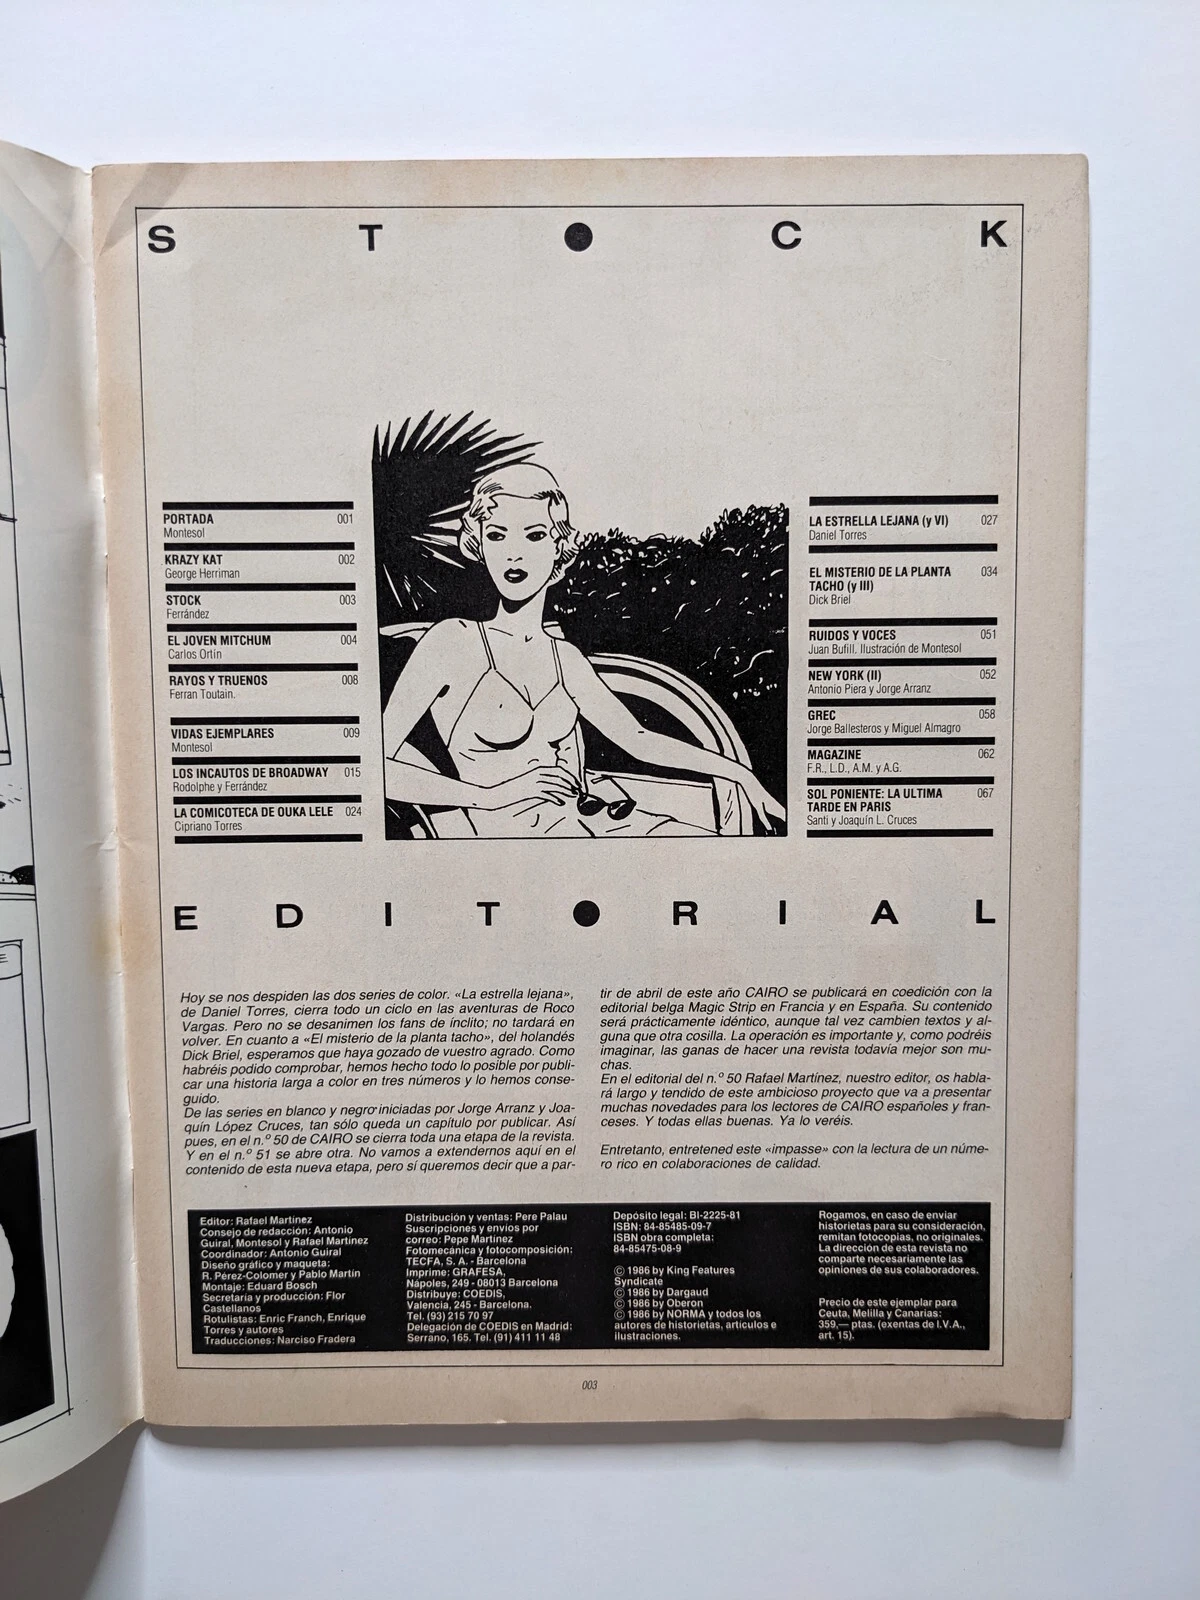 STOCK
PORTADA 001
Montesol
KRAZY KAT 002
George Herriman
STOCK 003
Ferrández
EL JOVEN MITCHUM 004
Carlos Ortin
RAYOS Y TRUENOS 008
Ferran Toutain.
VIDAS EJEMPLARES 009
Montesol
LOS INCAUTOS DE BROADWAY 015
Rodolphe y Ferrández
LA COMICOTECA DE OUKA LELE 024
Cipriano Torres
LA ESTRELLA LEJANA (y VI) 027
Daniel Torres
EL MISTERIO DE LA PLANTA 034
TACHO (y III)
Dick Briel
RUIDOS Y VOCES 051
Juan Bufill. Ilustración de Montesol
NEW YORK (II) 052
Antonio Piera y Jorge Arranz
GREC 058
Jorge Ballesteros y Miguel Almagro
MAGAZINE 062
F.R., L.D., A.M. y A.G.
SOL PONIENTE: LA ULTIMA 067
TARDE EN PARIS
Santi y Joaquín L. Cruces
EDITORIAL
Hoy se nos despiden las dos series de color. «La estrella lejana»,
de Daniel Torres, cierra todo un ciclo en las aventuras de Roco
Vargas. Pero no se desanimen los fans de ínclito; no tardará en
volver. En cuanto a «El misterio de la planta tacho», del holandés
Dick Briel, esperamos que haya gozado de vuestro agrado. Como
habréis podido comprobar, hemos hecho todo lo posible por publi-
car una historia larga a color en tres números y lo hemos conse-
guido.
De las series en blanco y negro iniciadas por Jorge Arranz y Joa-
quín López Cruces, tan sólo queda un capítulo por publicar. Así
pues, en el n.º 50 de CAIRO se cierra toda una etapa de la revista.
Y en el n.º 51 se abre otra. No vamos a extendernos aquí en el
contenido de esta nueva etapa, pero sí queremos decir que a par-
tir de abril de este año CAIRO se publicará en coedición con la
editorial belga Magic Strip en Francia y en España. Su contenido
será prácticamente idéntico, aunque tal vez cambien textos y al-
guna que otra cosilla. La operación es importante y, como podréis
imaginar, las ganas de hacer una revista todavía mejor son mu-
chas.
En el editorial del n.º 50 Rafael Martínez, nuestro editor, os habla-
rá largo y tendido de este ambicioso proyecto que va a presentar
muchas novedades para los lectores de CAIRO españoles y fran-
ceses. Y todas ellas buenas. Ya lo veréis.
Entretanto, entretened este «impasse» con la lectura de un núme-
ro rico en colaboraciones de calidad.
Editor: Rafael Martínez
Consejo de redacción: Antonio
Guiral, Montesol y Rafael Martínez
Coordinador: Antonio Guiral
Diseño gráfico y maqueta:
R. Pérez-Colomer y Pablo Martín
Montaje: Eduard Bosch
Secretaría y producción: Flor
Castellanos
Rotulistas: Enric Franch, Enrique
Torres y autores
Traducciones: Narciso Fradera
Distribución y ventas: Pere Palau
Suscripciones y envíos por
correo: Pepe Martínez
Fotomecánica y fotocomposición:
TECFA, S. A. - Barcelona
Imprime: GRAFESA,
Nápoles, 249 - 08013 Barcelona
Distribuye: COEDIS,
Valencia, 245 - Barcelona.
Tel. (93) 215 70 97
Delegación de COEDIS en Madrid:
Serrano, 165. Tel. (91) 411 11 48
Depósito legal: BI-2225-81
ISBN: 84-85485-09-7
ISBN obra completa:
84-85475-08-9
© 1986 by King Features
Syndicate
© 1986 by Dargaud
© 1986 by Oberon
© 1986 by NORMA y todos los
autores de historietas, artículos e
ilustraciones.
Rogamos, en caso de enviar
historietas para su consideración,
remitan fotocopias, no originales.
La dirección de esta revista no
comparte necesariamente las
opiniones de sus colaboradores.
Precio de este ejemplar para
Ceuta, Melilla y Canarias:
359,— ptas. (exentas de I.V.A.,
art. 15).
003